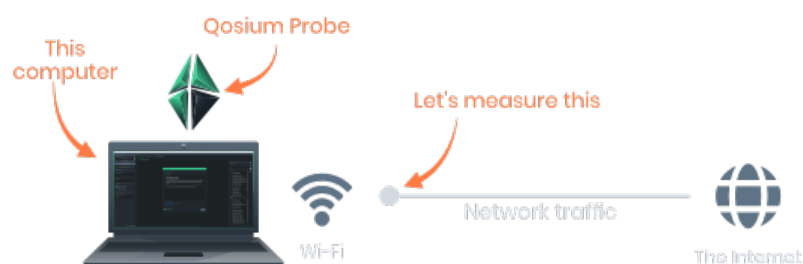 Qosium Probe
This
computer
Let's measure this
Network traffic
Wi-Fi
The Internet